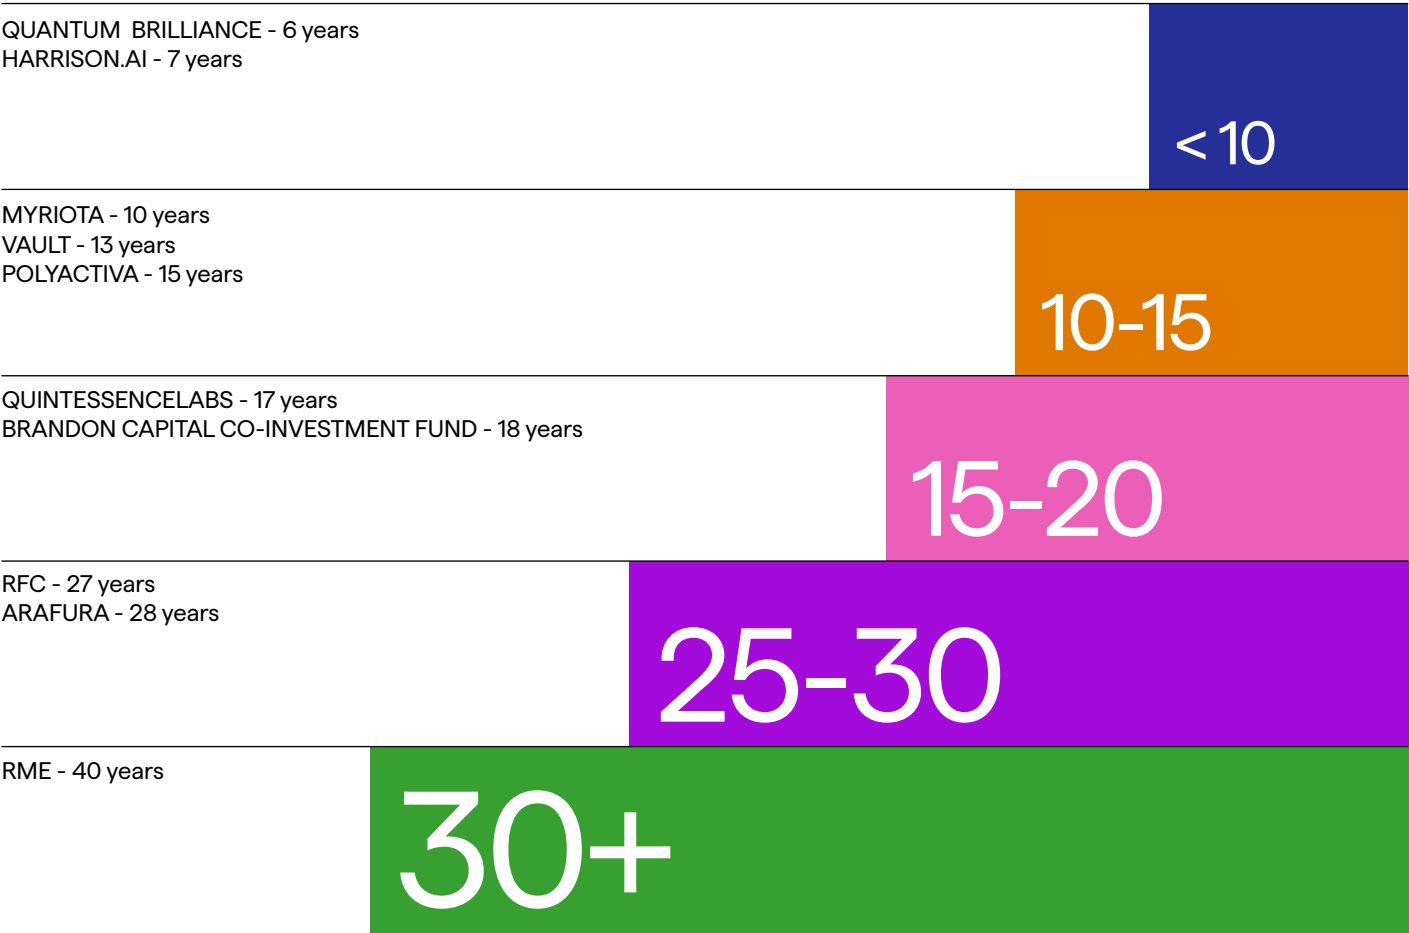 QUANTUM BRILLIANCE - 6 years
HARRISON.AI - 7 years
< 10
MYRIOTA - 10 years
VAULT - 13 years
POLYACTIVA - 15 years
10-15
QUINTESSENCELABS - 17 years
BRANDON CAPITAL CO-INVESTMENT FUND - 18 years
15-20
RFC - 27 years
ARAFURA - 28 years
25-30
RME - 40 years
30+